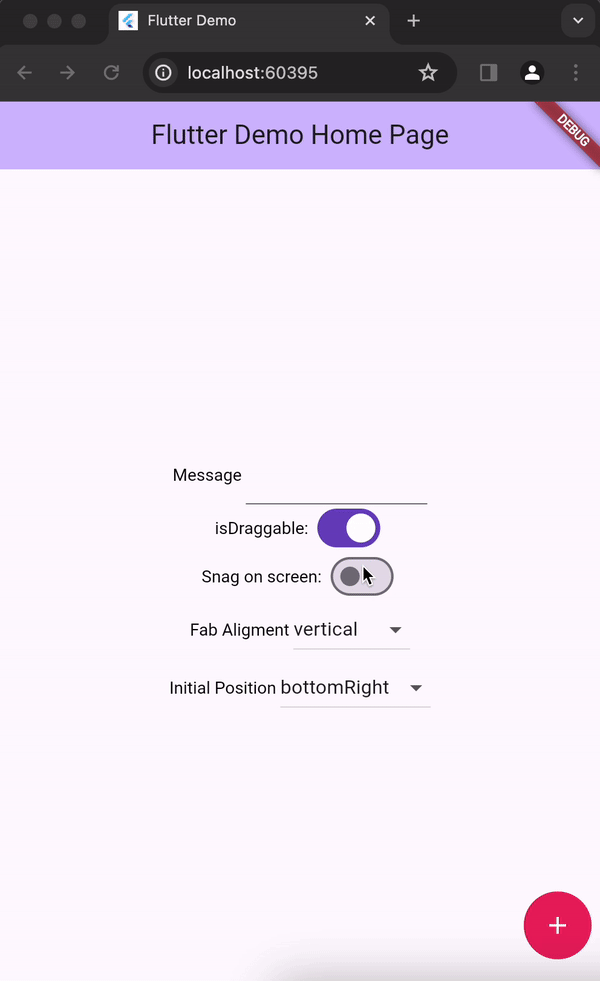 Flutter Demo
localhost:60395
Flutter Demo Home Page
DEBUG
Message
isDraggable:
Snag on screen:
Fab Aligment vertical
Initial Position bottomRight